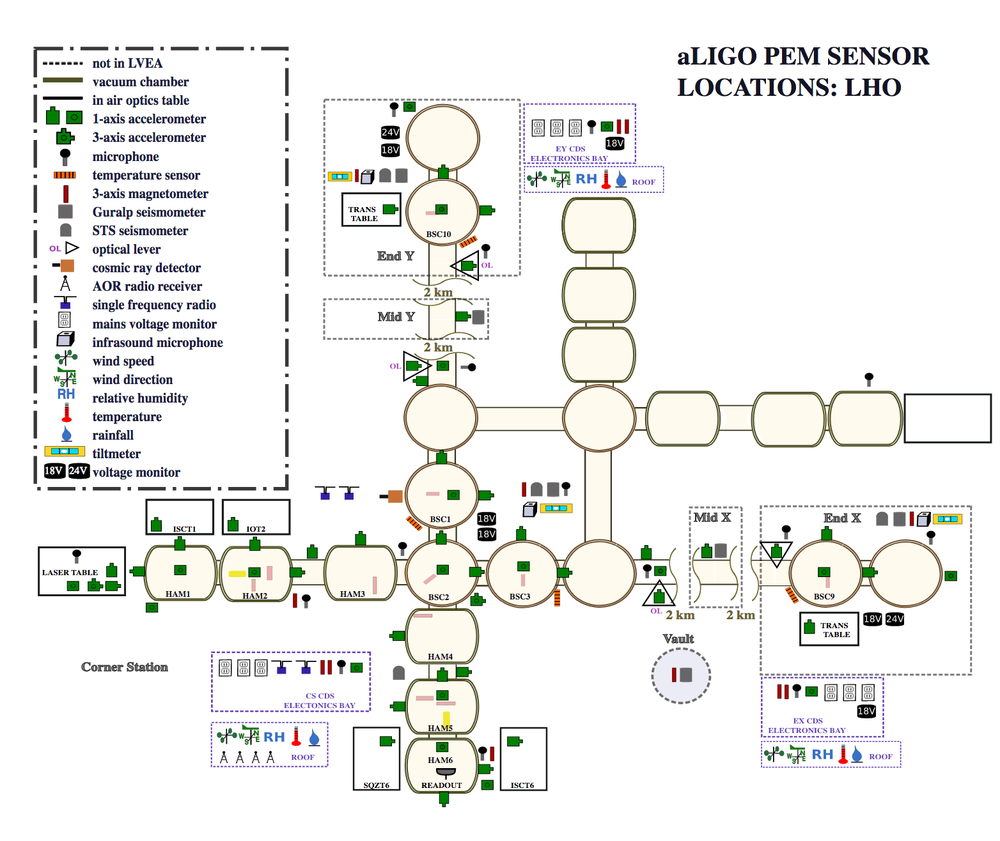 aLIGO PEM SENSOR
LOCATIONS: LHO
not in LVEA
vacuum chamber
in air optics table
1-axis accelerometer
3-axis accelerometer
microphone
temperature sensor
3-axis magnetometer
Guralp seismometer
STS seismometer
OL optical lever
cosmic ray detector
AOR radio receiver
single frequency radio
mains voltage monitor
infrasound microphone
wind speed
W S N E wind direction
RH relative humidity
temperature
rainfall
tiltmeter
18V 24V voltage monitor
24V
18V
TRANS
TABLE
BSC10
End Y
OL
2 km
18V
EY CDS
ELECTRONICS BAY
W S N E RH ROOF
Mid Y
2 km
OL
BSC1
18V
18V
ISCT1
IOT2
LASER TABLE
HAM1
HAM2
HAM3
BSC2
BSC3
OL
2 km
Mid X
2 km
End X
BSC9
TRANS
TABLE
18V 24V
Vault
Corner Station
HAM4
CS CDS
ELECTONICS BAY
W S N E RH
ROOF
HAM5
HAM6
READOUT
SQZT6
ISCT6
18V
EX CDS
ELECTRONICS BAY
W S N E RH ROOF